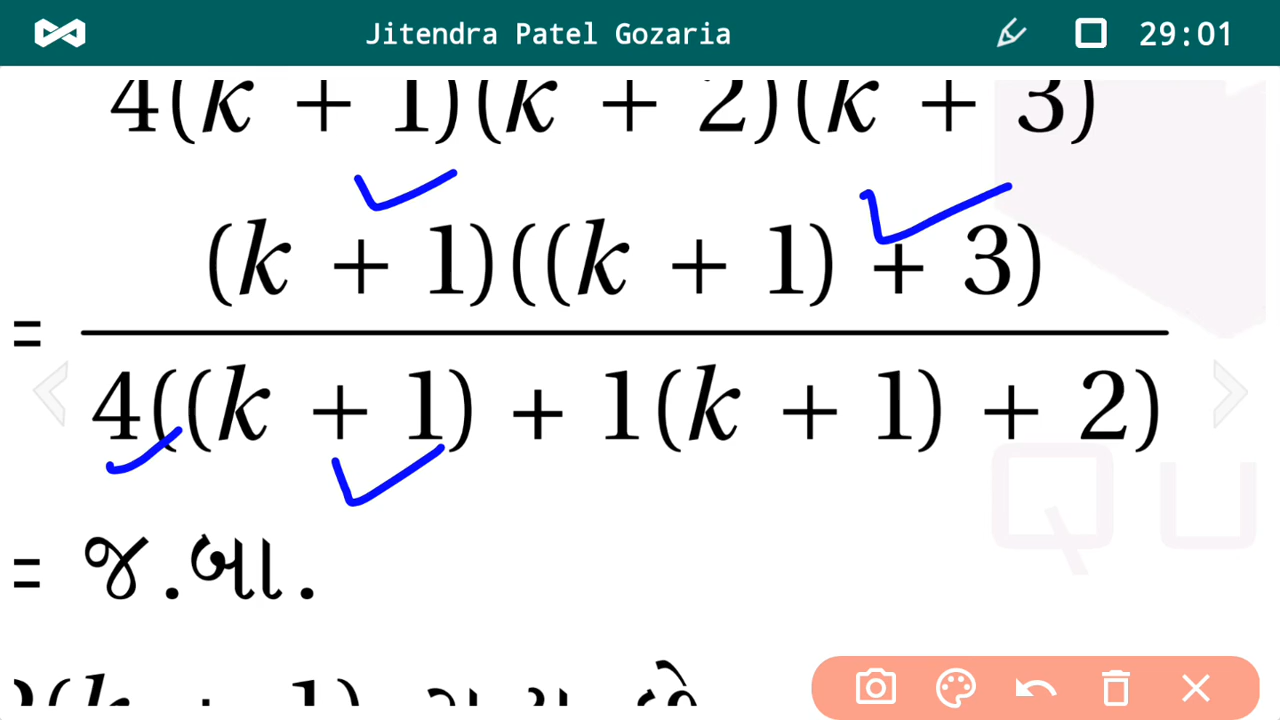 Jitendra Patel Gozaria 29:01
4(k + 1)(k + 2)(k + 3)
(k + 1)((k + 1) + 3)
=
4((k + 1) + 1(k + 1) + 2)
= જ.બા.